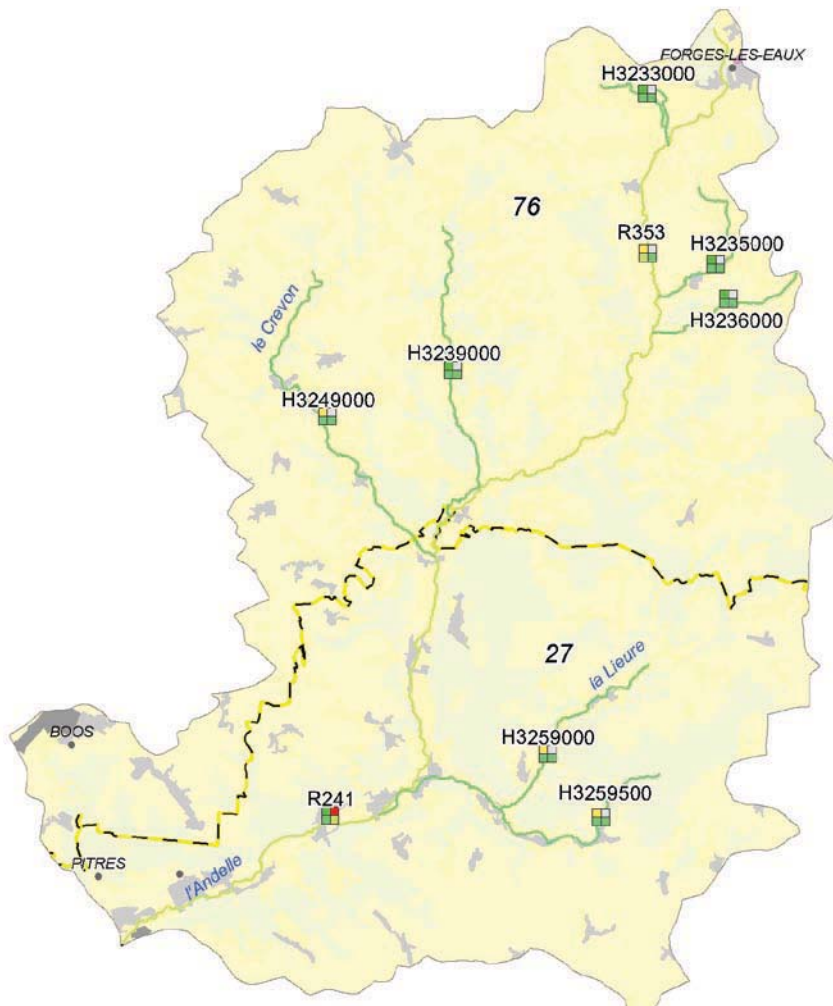 FORGES-LES-EAUX
H3233000
76
R353
H3235000
H3236000
le Crevon
H3239000
H3249000
27
la Lieure
BOOS
H3259000
H3259500
R241
PITRES
l'Andelle